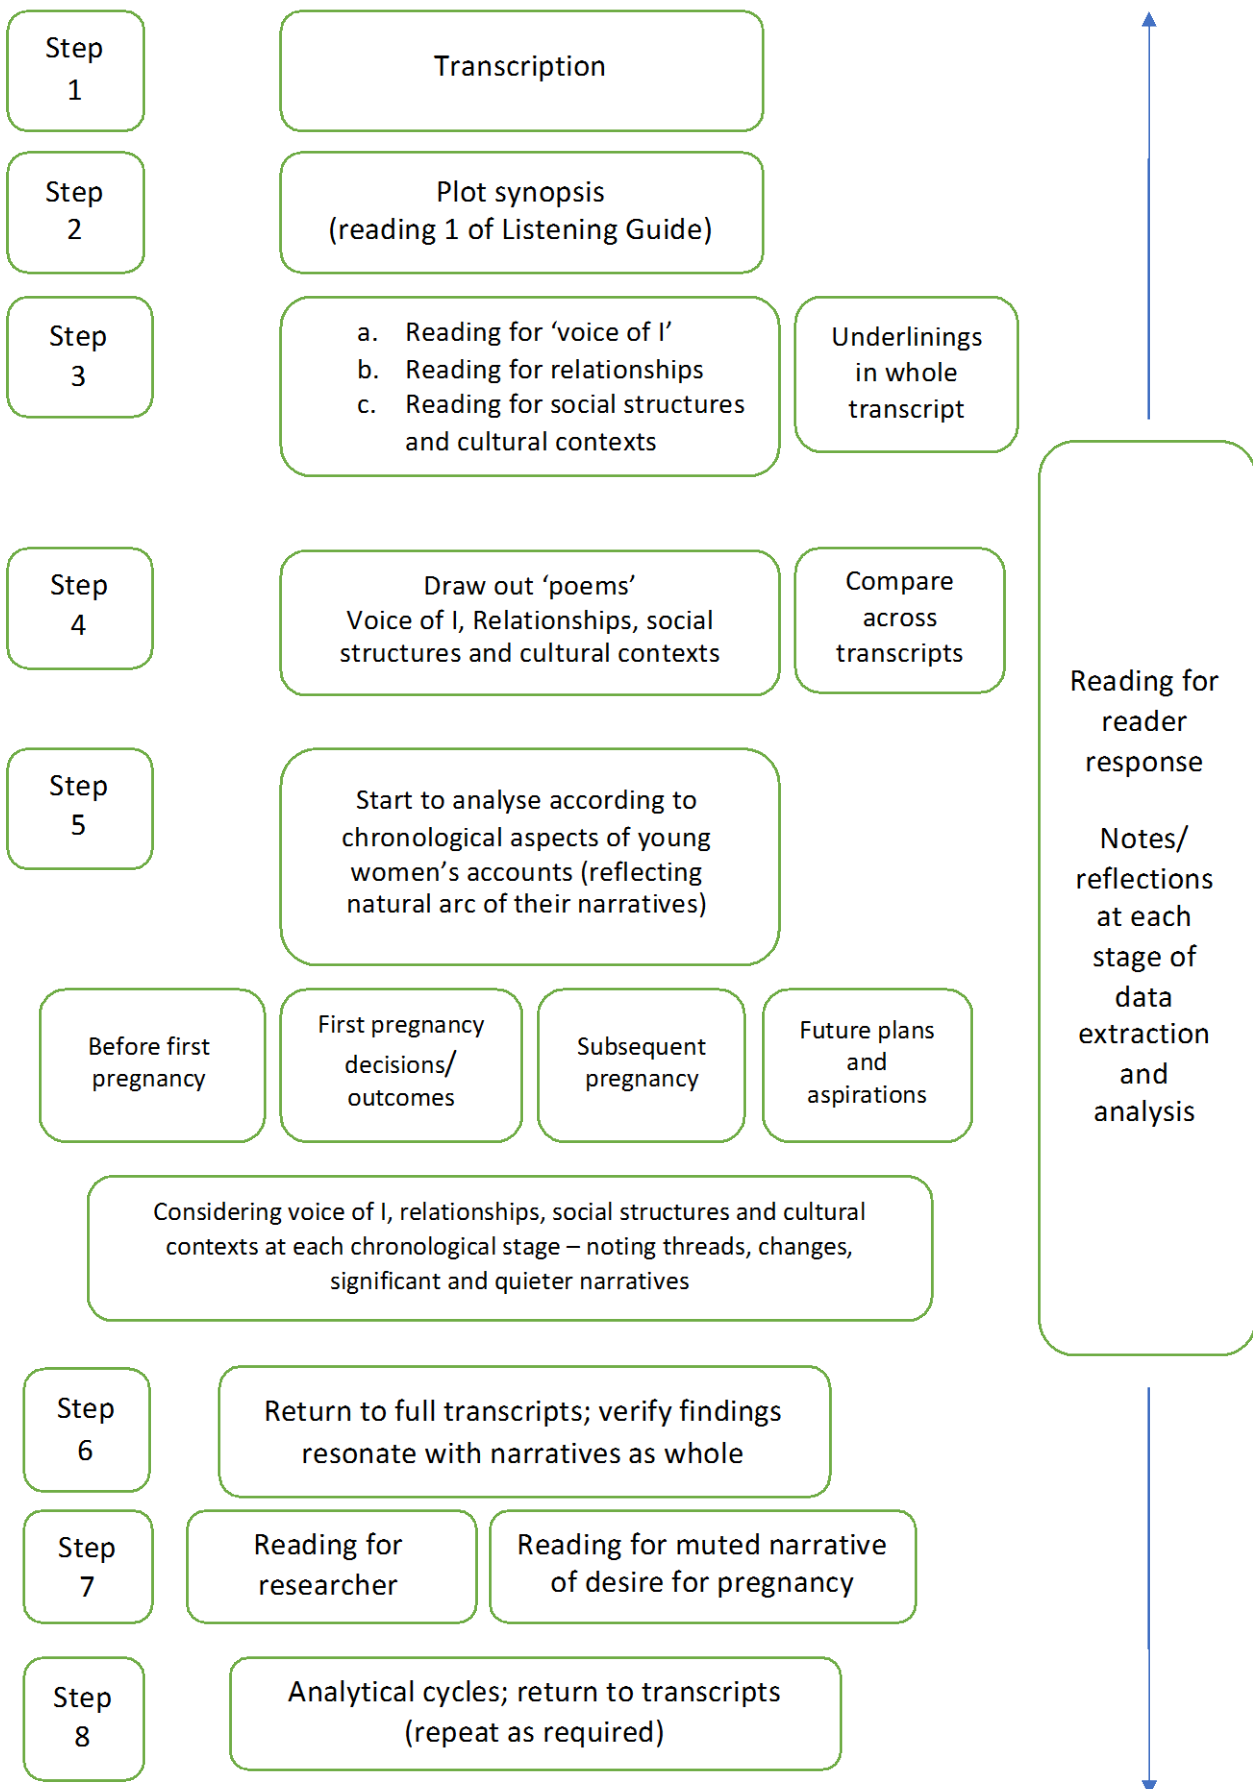 Step
1
Transcription
Step
2
Plot synopsis
(reading 1 of Listening Guide)
Step
3
a. Reading for ‘voice of I’
b. Reading for relationships
c. Reading for social structures
and cultural contexts
Underlinings
in whole
transcript
Step
4
Draw out ‘poems’
Voice of I, Relationships, social
structures and cultural contexts
Compare
across
transcripts
Step
5
Start to analyse according to
chronological aspects of young
women’s accounts (reflecting
natural arc of their narratives)
Before first
pregnancy
First pregnancy
decisions/
outcomes
Subsequent
pregnancy
Future plans
and
aspirations
Considering voice of I, relationships, social structures and cultural
contexts at each chronological stage – noting threads, changes,
significant and quieter narratives
Reading for
reader
response
Notes/
reflections
at each
stage of
data
extraction
and
analysis
Step
6
Return to full transcripts; verify findings
resonate with narratives as whole
Step
7
Reading for
researcher
Reading for muted narrative
of desire for pregnancy
Step
8
Analytical cycles; return to transcripts
(repeat as required)